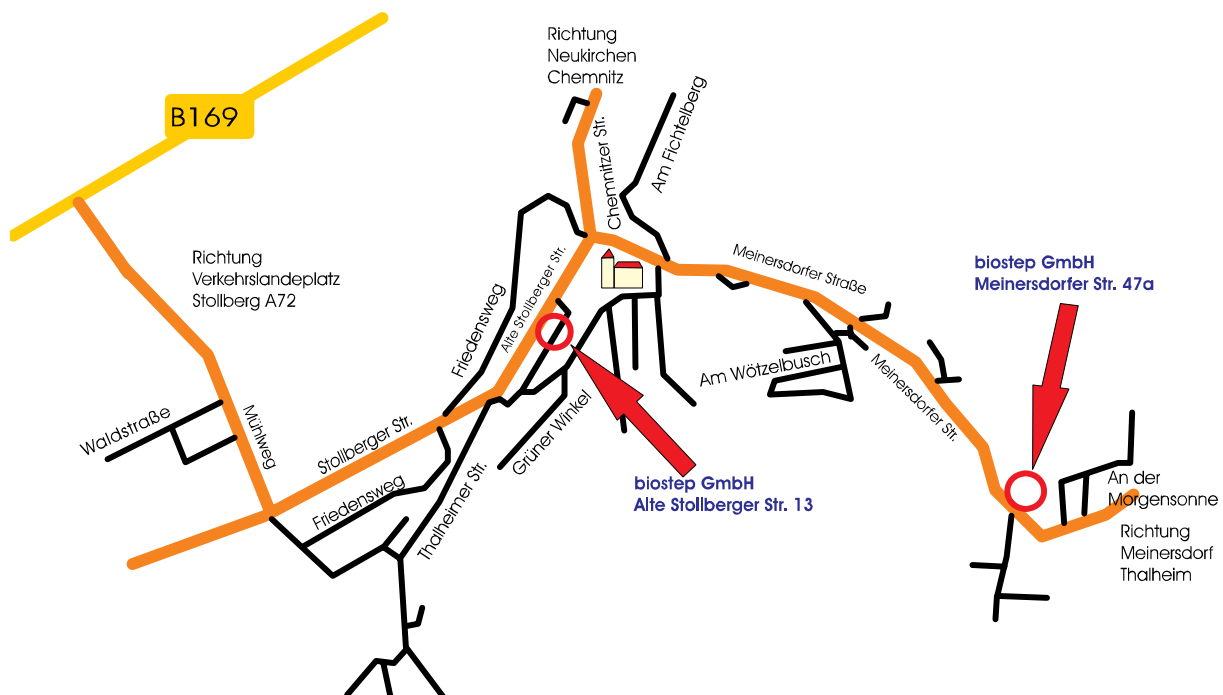 Richtung
Neukirchen
Chemnitz
B169
Chemnitzer Str.
Am Fichtelberg
Richtung
Verkehrslandeplatz
Stollberg A72
Meinersdorfer Straße
biostep GmbH
Meinersdorfer Str. 47a
Friedensweg
Alte Stollberger Str.
Am Wötzelbusch
Meinersdorfer Str.
Waldstraße
Mühlweg
Stollberger Str.
Grüner Winkel
Friedensweg
Thalheimer Str.
biostep GmbH
Alte Stollberger Str. 13
An der
Morgensonne
Richtung
Meinersdorf
Thalheim